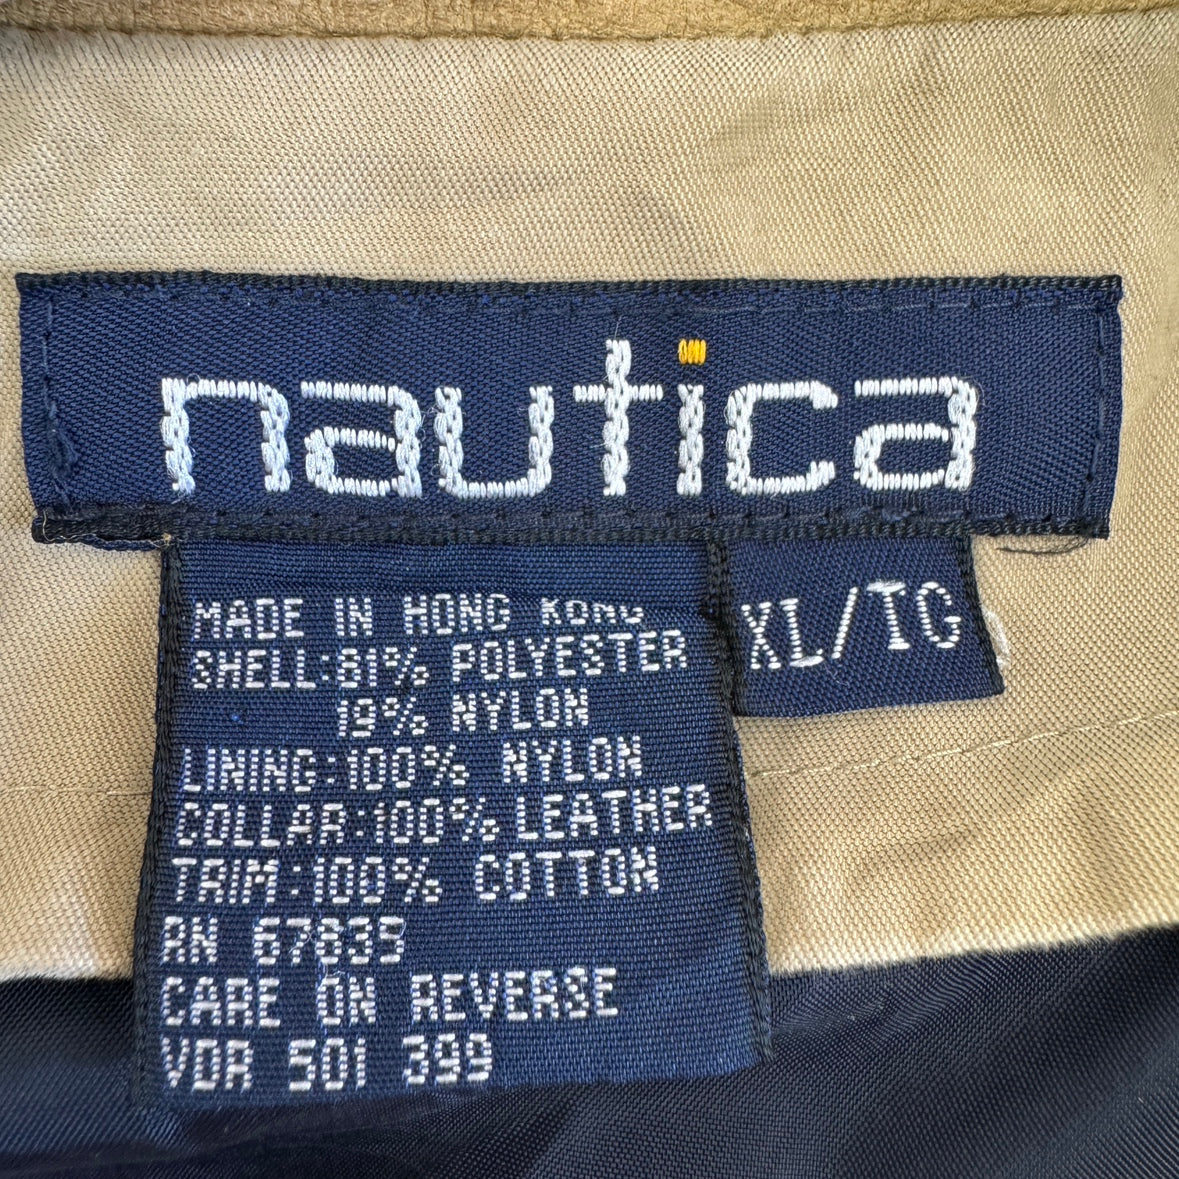 nautica
XL/TG
MADE IN HONG KONG
SHELL:81% POLYESTER
19% NYLON
LINING:100% NYLON
COLLAR:100% LEATHER
TRIM:100% COTTON
RN 67835
CARE ON REVERSE
VDR 501 399